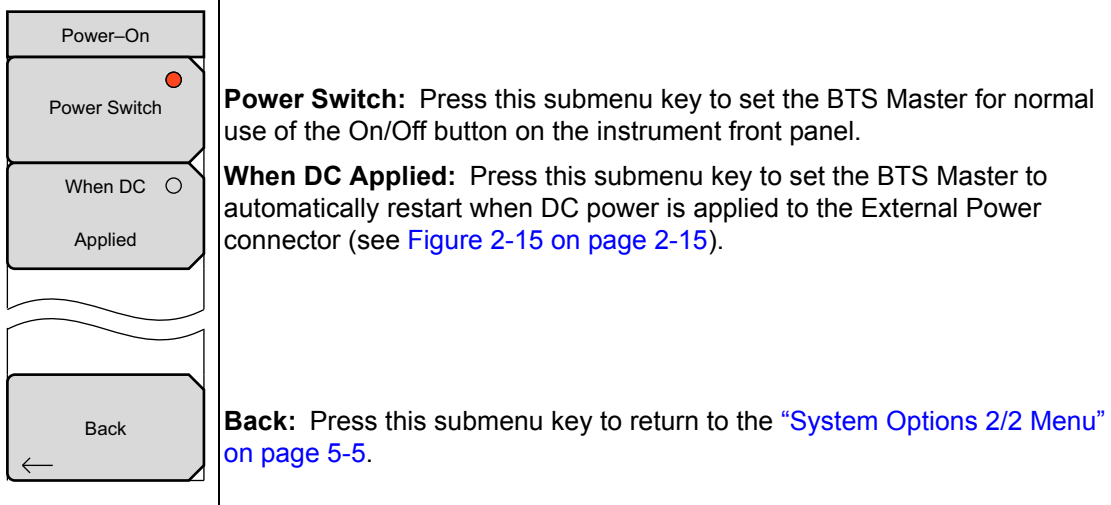 Power–On
Power Switch
When DC
Applied
Back
Power Switch: Press this submenu key to set the BTS Master for normal
use of the On/Off button on the instrument front panel.
When DC Applied: Press this submenu key to set the BTS Master to
automatically restart when DC power is applied to the External Power
connector (see Figure 2-15 on page 2-15).
Back: Press this submenu key to return to the “System Options 2/2 Menu”
on page 5-5.